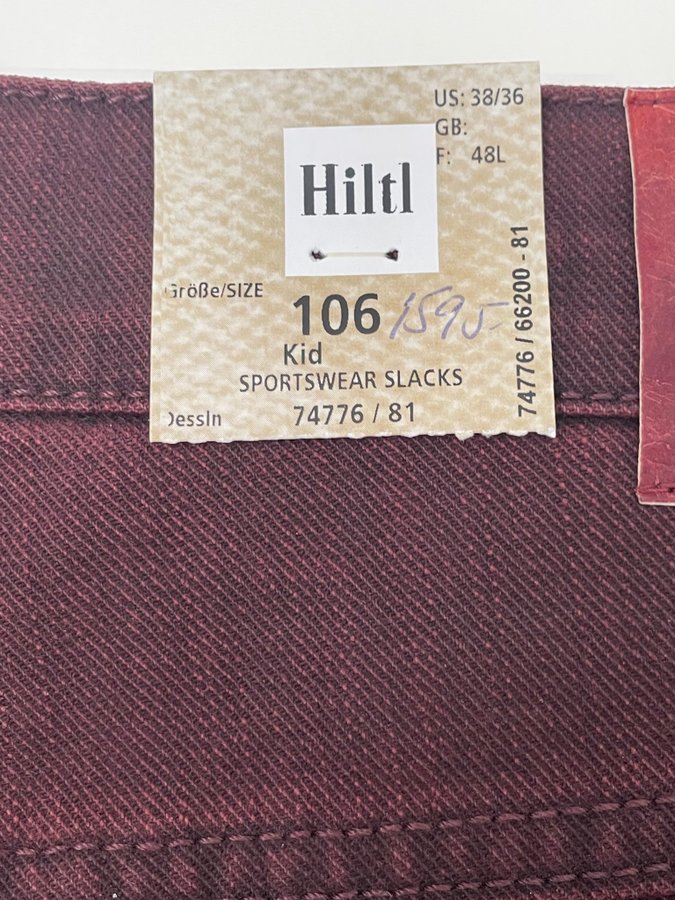 US: 38/36
GB:
F: 48L
Hiltl
Größe/SIZE
106 1595-
Kid
SPORTSWEAR SLACKS
DessIn 74776 / 81
74776 / 66200 - 81